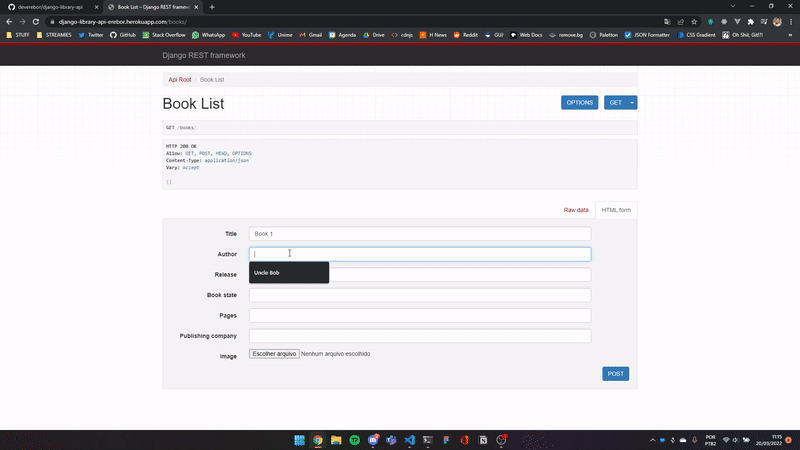 deverebor/django-library-api
Book List – Django REST framew
django-library-api-erebor.herokuapp.com/books/
STUFF STREAMIES Twitter GitHub Stack Overflow WhatsApp YouTube Unime Gmail Agenda Drive cdnjs H News Reddit GUJ Web Docs remove.bg Paletton JSON Formatter CSS Gradient Oh Shit, Git!?!
Django REST framework
Api Root / Book List
Book List
OPTIONS GET
GET /books/
HTTP 200 OK
Allow: GET, POST, HEAD, OPTIONS
Content-Type: application/json
Vary: Accept
[]
Raw data HTML form
Title Book 1
Author
Uncle Bob
Release
Book state
Pages
Publishing company
Image Escolher arquivo Nenhum arquivo escolhido
POST
POR 11:15
PTB2 20/03/2022